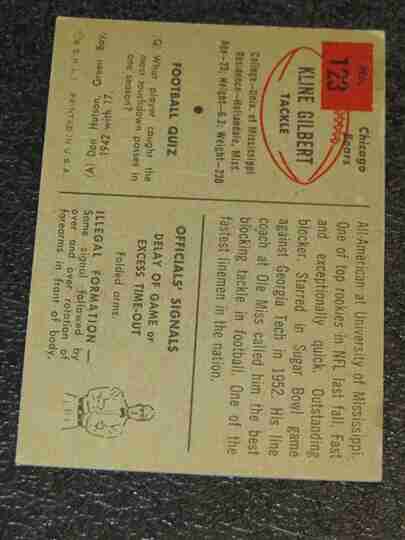 No.
123
Chicago
Bears
KLINE GILBERT
TACKLE
College—Univ. of Mississippi
Residence—Hollandale, Miss.
Age—23, Weight—6.2, Weight—230
FOOTBALL QUIZ
Q. What player caught the
most touchdown passes in
one season?
A) Don Hutson, Green Bay,
1942 with 17
PRINTED IN U.S.A.
All-American at University of Mississippi.
One of top rookies in NFL last fall. Fast
and exceptionally quick. Outstanding
blocker. Starred in Sugar Bowl game
against Georgia Tech in 1952. His line
coach at Ole Miss called him the best
blocking tackle in football. One of the
fastest linemen in the nation.
OFFICIALS' SIGNALS
DELAY OF GAME or
EXCESS TIME-OUT
Folded arms.
ILLEGAL FORMATION—
Same signal followed by
over and over rotation of
forearms in front of body.